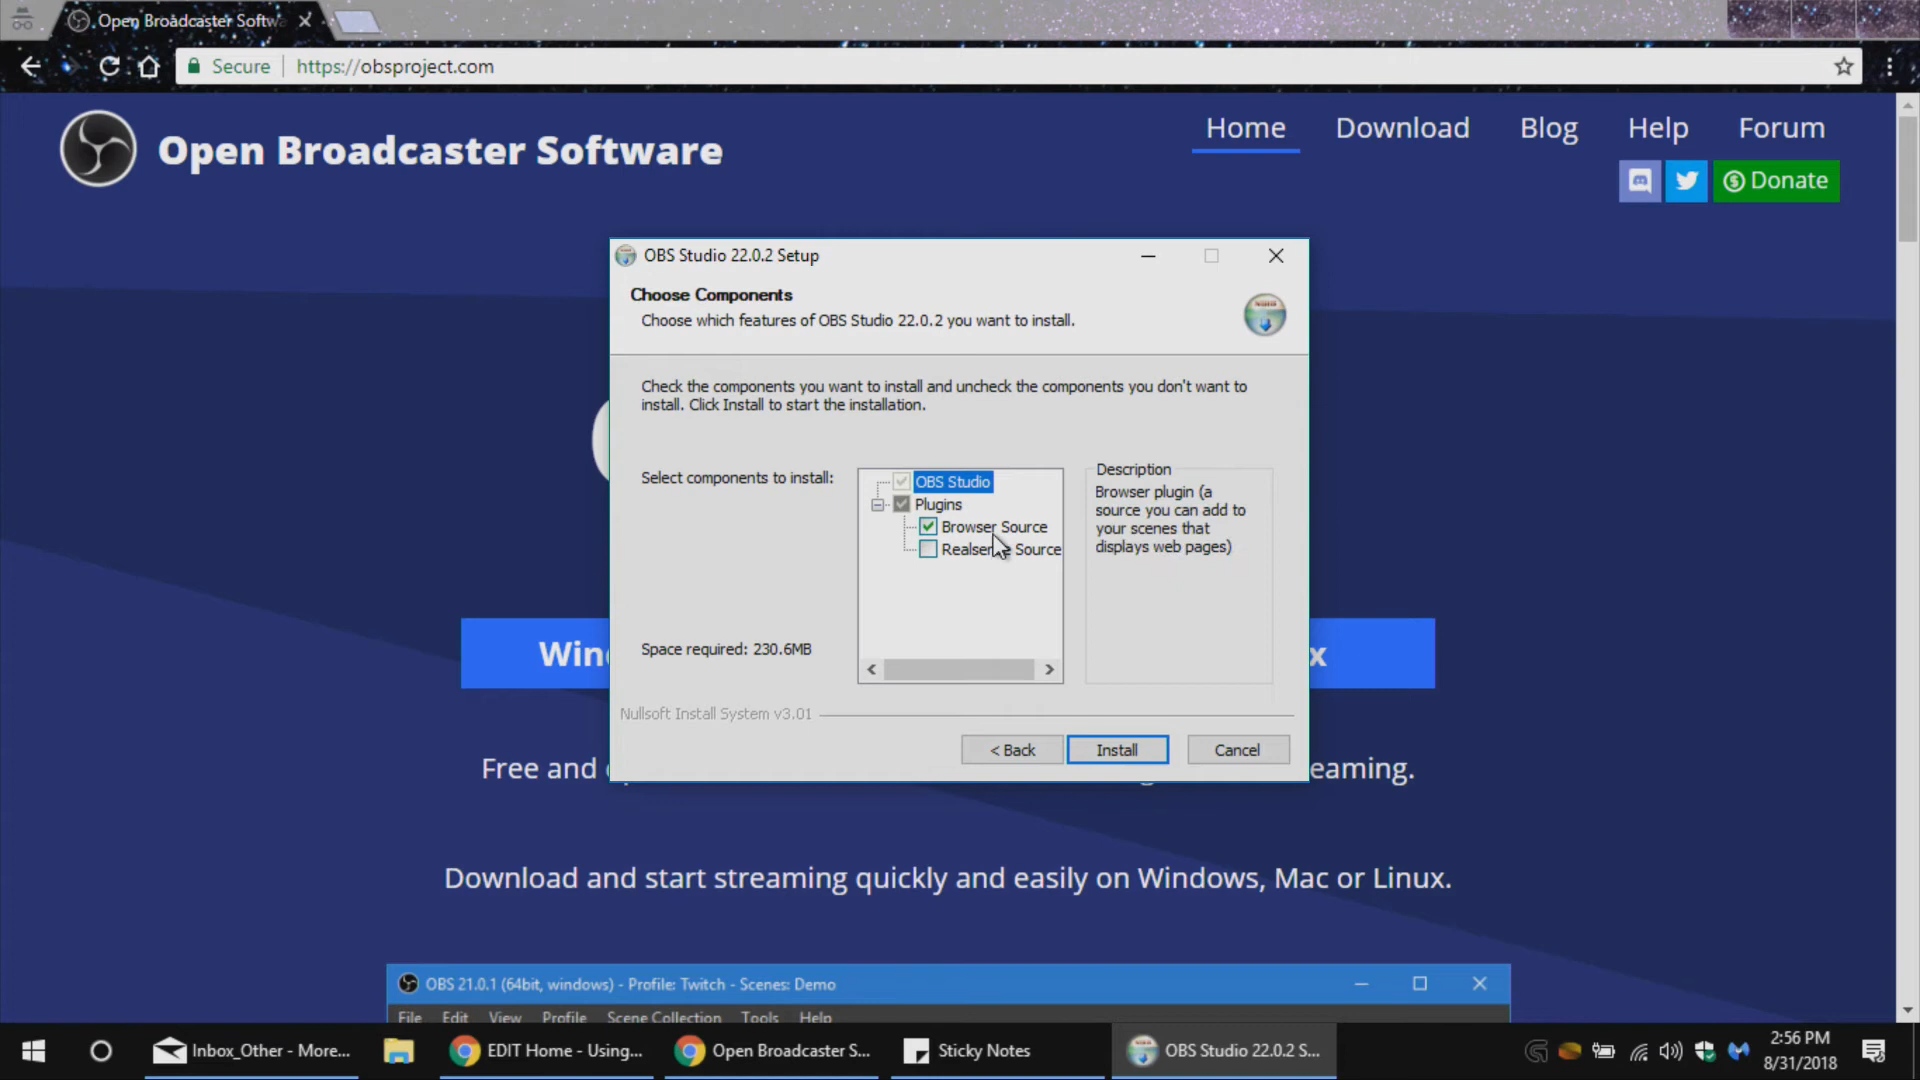 Open Broadcaster Softw
Secure
https://obsproject.com
Open Broadcaster Software
Home
Download
Blog
Help
Forum
Donate
OBS Studio 22.0.2 Setup
Choose Components
Choose which features of OBS Studio 22.0.2 you want to install.
Check the components you want to install and uncheck the components you don't want to
install. Click Install to start the installation.
Select components to install:
OBS Studio
Plugins
Browser Source
Source
Description
Browser plugin (a
source you can add to
your scenes that
displays web pages)
Space required: 230.6MB
Nullsoft Install System v3.01
< Back
Install
Cancel
Win
x
Free and
eaming.
Download and start streaming quickly and easily on Windows, Mac or Linux.
OBS 21.0.1 (64bit, windows) - Profile: Twitch - Scenes: Demo
File Edit View Profile Scene Collection Tools Help
Inbox_Other - More...
EDIT Home - Using...
Open Broadcaster S...
Sticky Notes
OBS Studio 22.0.2 S...
2:56 PM
8/31/2018